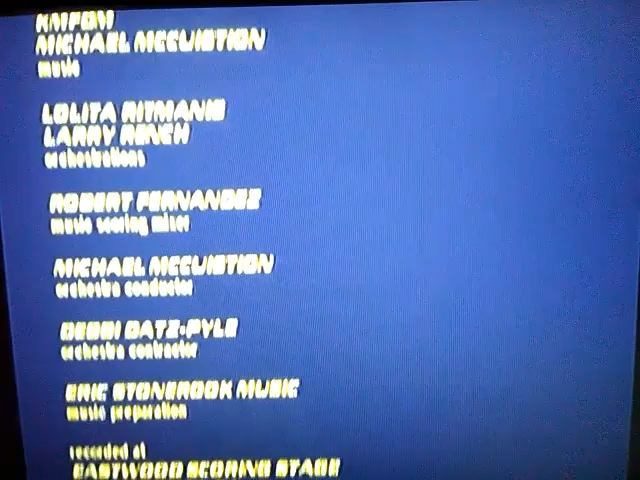 KMFDM
MICHAEL MCCUISTION
music
LOLITA RITMANIS
LARRY RENCH
orchestrations
ROBERT FERNANDEZ
music scoring mixer
MICHAEL MCCUISTION
orchestra conductor
DEBBI DATZ-PYLE
orchestra contractor
ERIC STONEROOK MUSIC
music preparation
recorded at
EASTWOOD SCORING STAGE